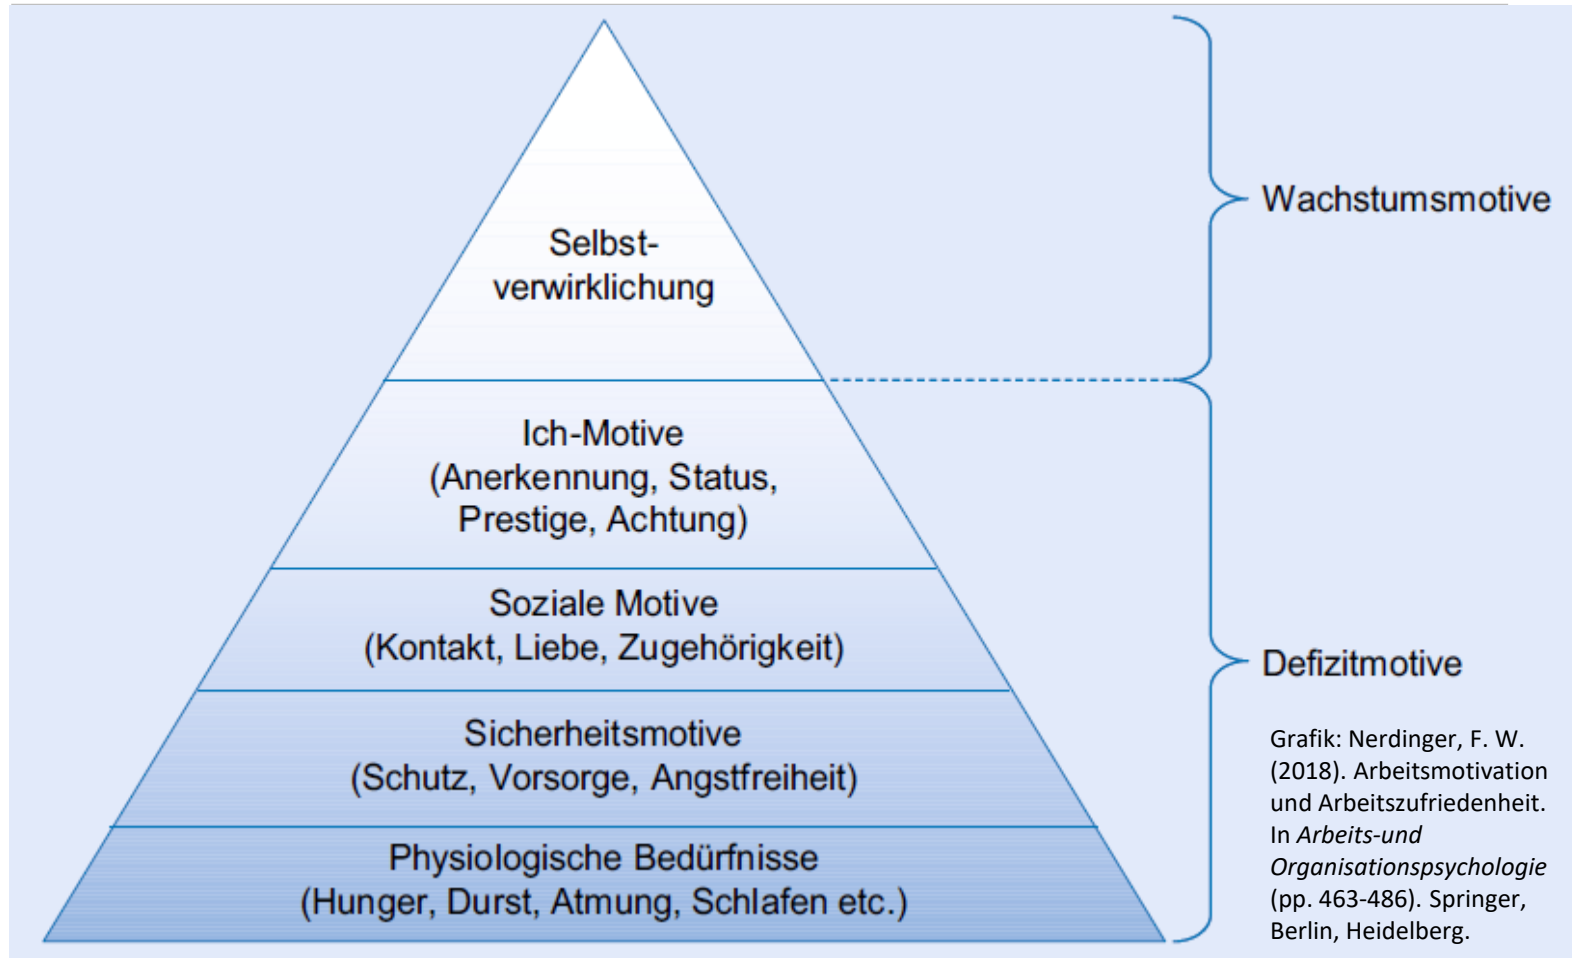 Selbst-
verwirklichung
Wachstumsmotive
Ich-Motive
(Anerkennung, Status,
Prestige, Achtung)
Soziale Motive
(Kontakt, Liebe, Zugehörigkeit)
Sicherheitsmotive
(Schutz, Vorsorge, Angstfreiheit)
Physiologische Bedürfnisse
(Hunger, Durst, Atmung, Schlafen etc.)
Defizitmotive
Grafik: Nerdinger, F. W.
(2018). Arbeitsmotivation
und Arbeitszufriedenheit.
In Arbeits-und
Organisationspsychologie
(pp. 463-486). Springer,
Berlin, Heidelberg.